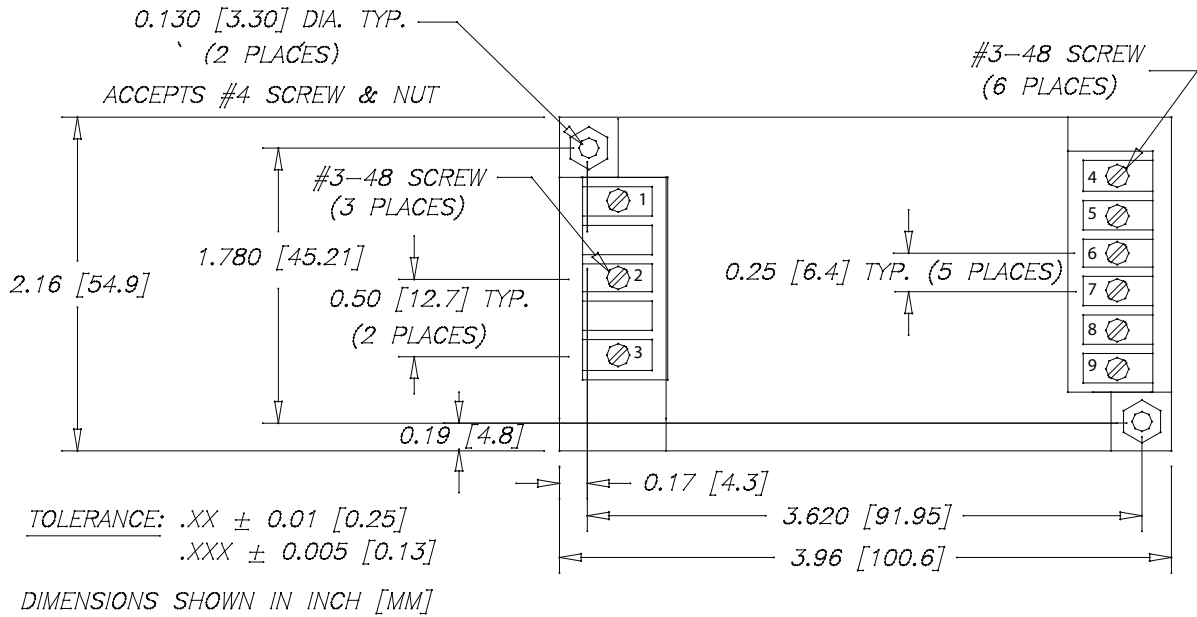 0.130 [3.30] DIA. TYP.
(2 PLACES)
ACCEPTS #4 SCREW & NUT
#3-48 SCREW
(6 PLACES)
#3-48 SCREW
(3 PLACES)
1
2
3
4
5
6
7
8
9
1.780 [45.21]
2.16 [54.9]
0.50 [12.7] TYP.
(2 PLACES)
0.25 [6.4] TYP. (5 PLACES)
0.19 [4.8]
0.17 [4.3]
3.620 [91.95]
3.96 [100.6]
TOLERANCE: .XX ± 0.01 [0.25]
.XXX ± 0.005 [0.13]
DIMENSIONS SHOWN IN INCH [MM]